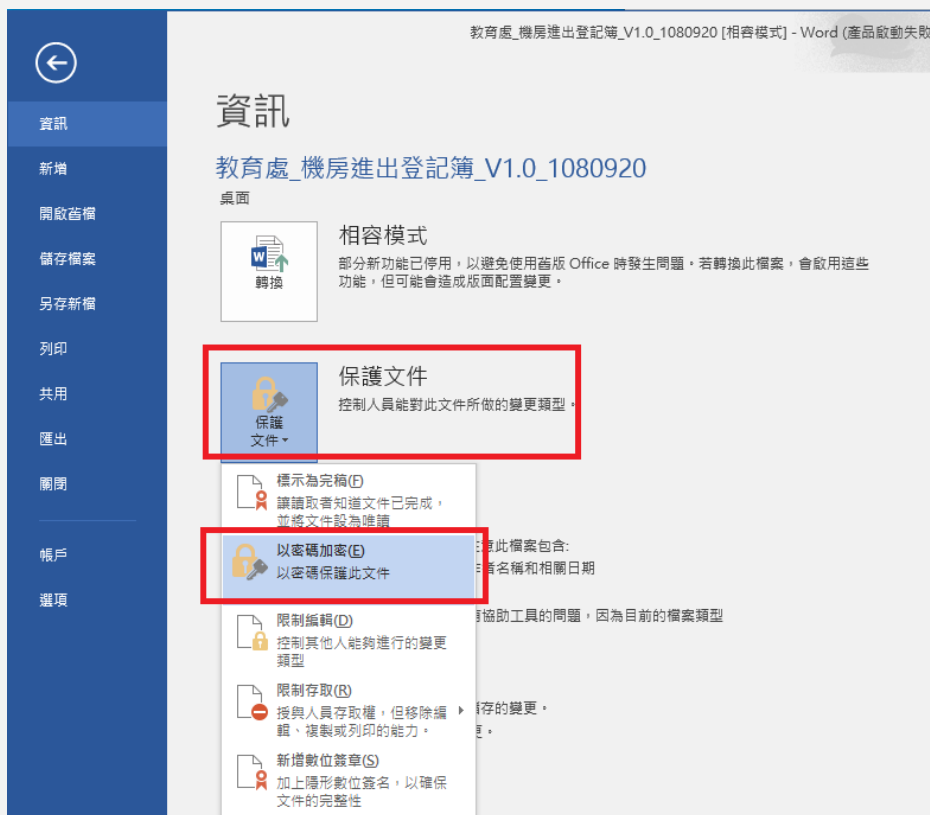 教育處_機房進出登記簿_V1.0_1080920 [相容模式] - Word (產品啟動失敗
資訊
新增
開啟舊檔
儲存檔案
另存新檔
列印
共用
匯出
關閉
帳戶
選項
資訊
教育處_機房進出登記簿_V1.0_1080920
桌面
轉換
相容模式
部分新功能已停用，以避免使用舊版 Office 時發生問題。若轉換此檔案，會啟用這些
功能，但可能會造成版面配置變更。
保護
文件
保護文件
控制人員能對此文件所做的變更類型。
標示為完稿(F)
讓讀取者知道文件已完成，
並將文件設為唯讀
以密碼加密(E)
以密碼保護此文件
限制編輯(D)
控制其他人能夠進行的變更
類型
限制存取(R)
授與人員存取權，但移除編
輯、複製或列印的能力。
新增數位簽章(S)
加上隱形數位簽名，以確保
文件的完整性
意此檔案包含:
者名稱和相關日期
協助工具的問題，因為目前的檔案類型
存的變更。